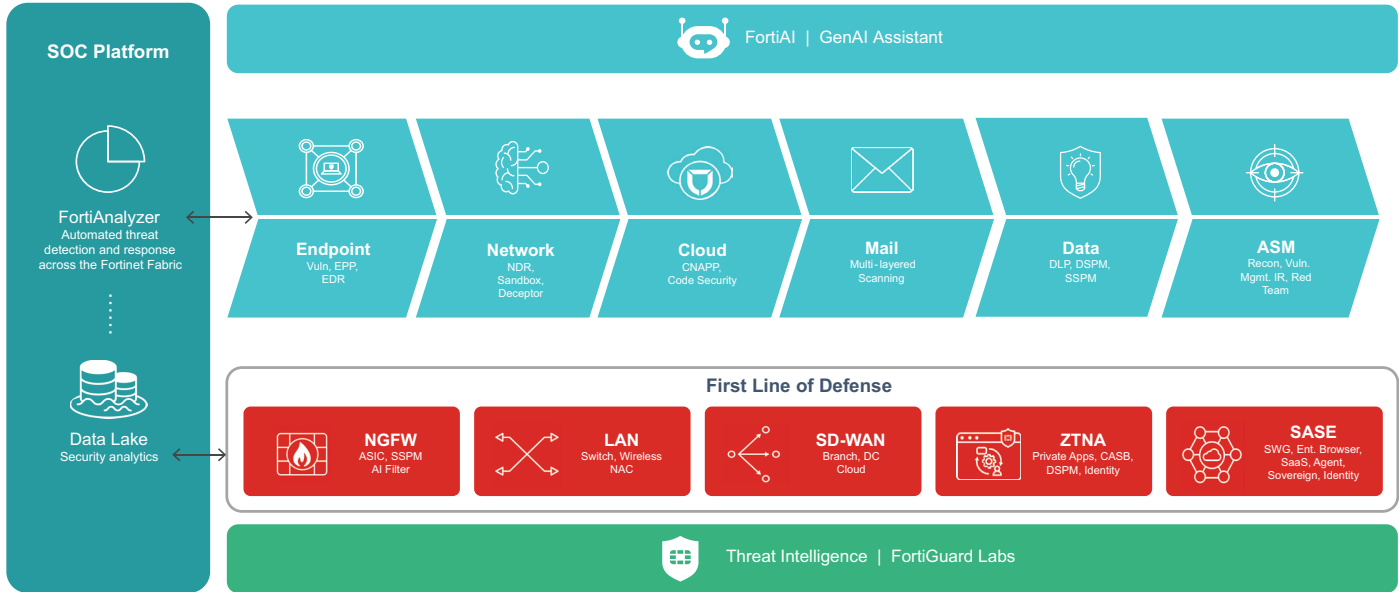 SOC Platform
FortiAnalyzer
Automated threat
detection and response
across the Fortinet Fabric
Data Lake
Security analytics
FortiAI | GenAI Assistant
Endpoint
Vuln, EPP,
EDR
Network
NDR,
Sandbox,
Deceptor
Cloud
CNAPP,
Code Security
Mail
Multi-layered
Scanning
Data
DLP, DSPM,
SSPM
ASM
Recon, Vuln.
Mgmt. IR, Red
Team
First Line of Defense
NGFW
ASIC, SSPM
AI Filter
LAN
Switch, Wireless
NAC
SD-WAN
Branch, DC
Cloud
ZTNA
Private Apps, CASB,
DSPM, Identity
SASE
SWG, Ent. Browser,
SaaS, Agent,
Sovereign, Identity
Threat Intelligence | FortiGuard Labs